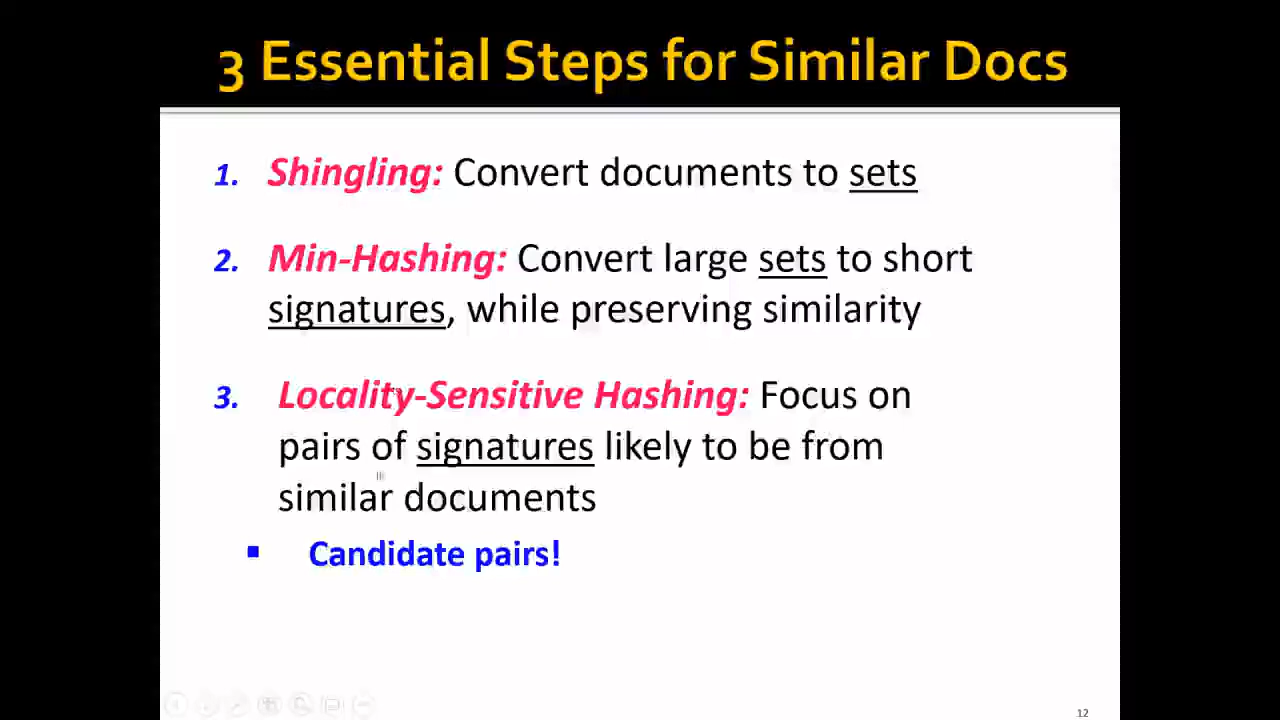 3 Essential Steps for Similar Docs
1. Shingling: Convert documents to sets
2. Min-Hashing: Convert large sets to short
signatures, while preserving similarity
3. Locality-Sensitive Hashing: Focus on
pairs of signatures likely to be from
similar documents
▪ Candidate pairs!
12